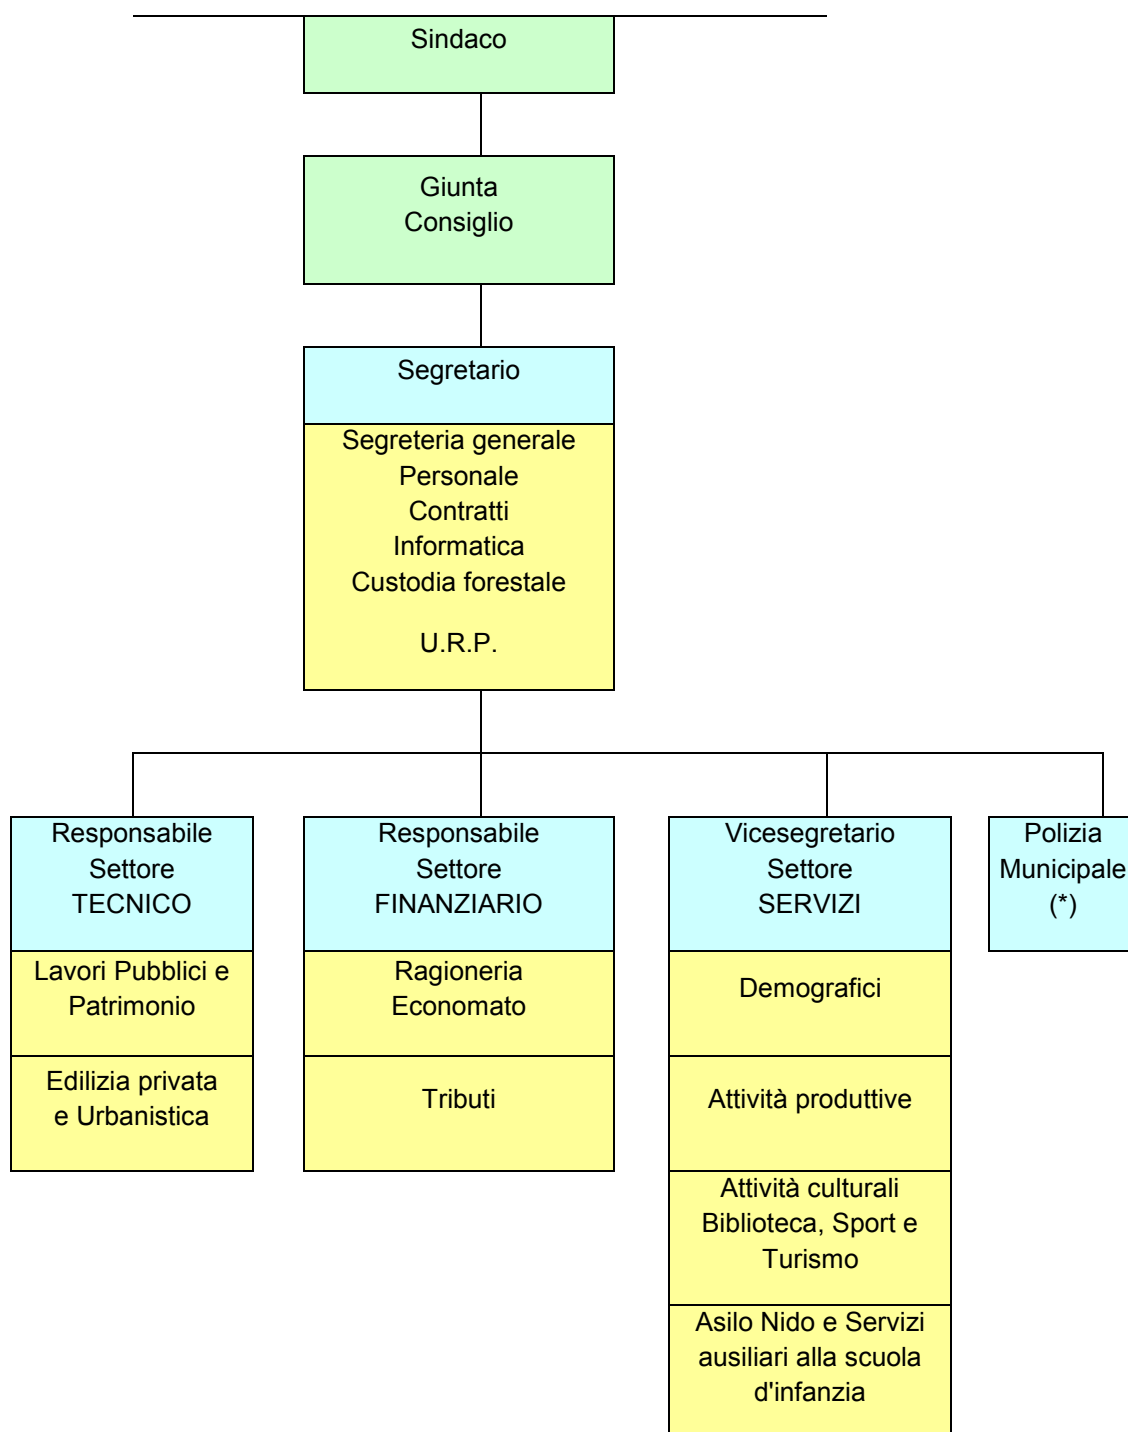 Sindaco
Giunta
Consiglio
Segretario
Segreteria generale
Personale
Contratti
Informatica
Custodia forestale
U.R.P.
Responsabile
Settore
TECNICO
Lavori Pubblici e
Patrimonio
Edilizia privata
e Urbanistica
Responsabile
Settore
FINANZIARIO
Ragioneria
Economato
Tributi
Vicesegretario
Settore
SERVIZI
Demografici
Attività produttive
Attività culturali
Biblioteca, Sport e
Turismo
Asilo Nido e Servizi
ausiliari alla scuola
d'infanzia
Polizia
Municipale
(*)